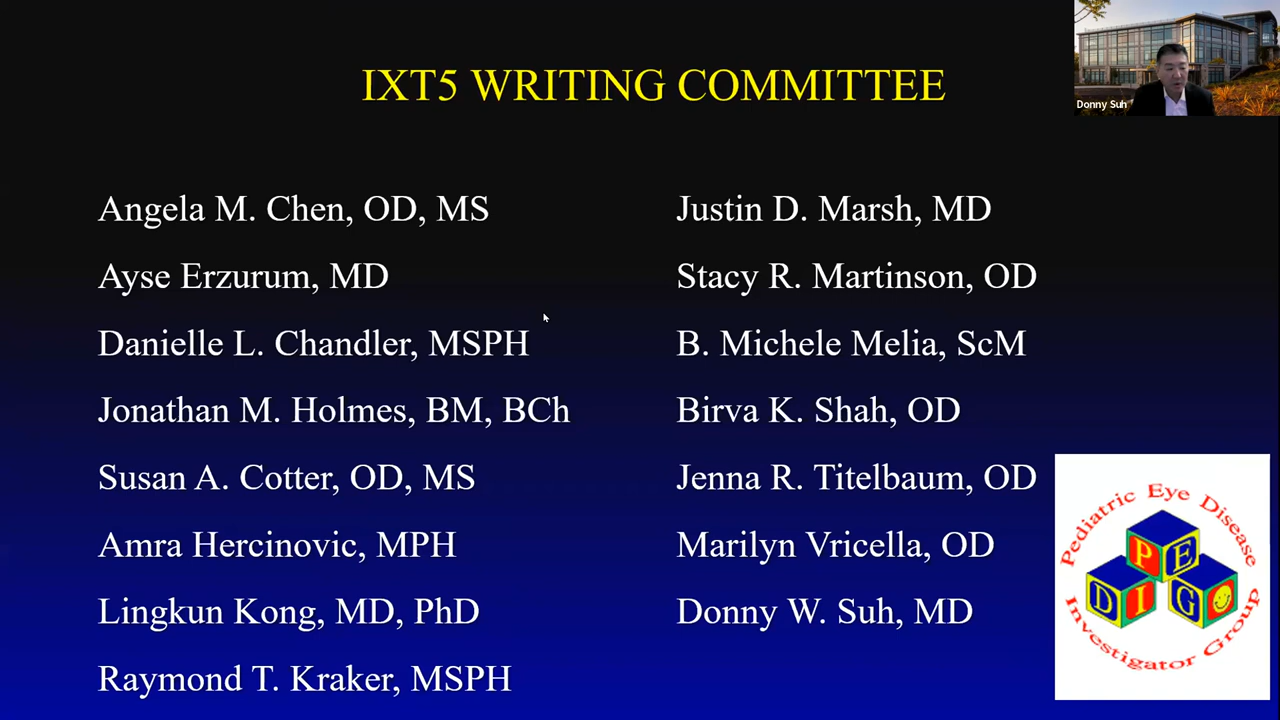 IXT5 WRITING COMMITTEE
Donny Suh
Angela M. Chen, OD, MS
Ayse Erzurum, MD
Danielle L. Chandler, MSPH
Jonathan M. Holmes, BM, BCh
Susan A. Cotter, OD, MS
Amra Hercinovic, MPH
Lingkun Kong, MD, PhD
Raymond T. Kraker, MSPH
Justin D. Marsh, MD
Stacy R. Martinson, OD
B. Michele Melia, ScM
Birva K. Shah, OD
Jenna R. Titelbaum, OD
Marilyn Vricella, OD
Donny W. Suh, MD
Pediatric Eye Disease
P E
D I G
Investigator Group